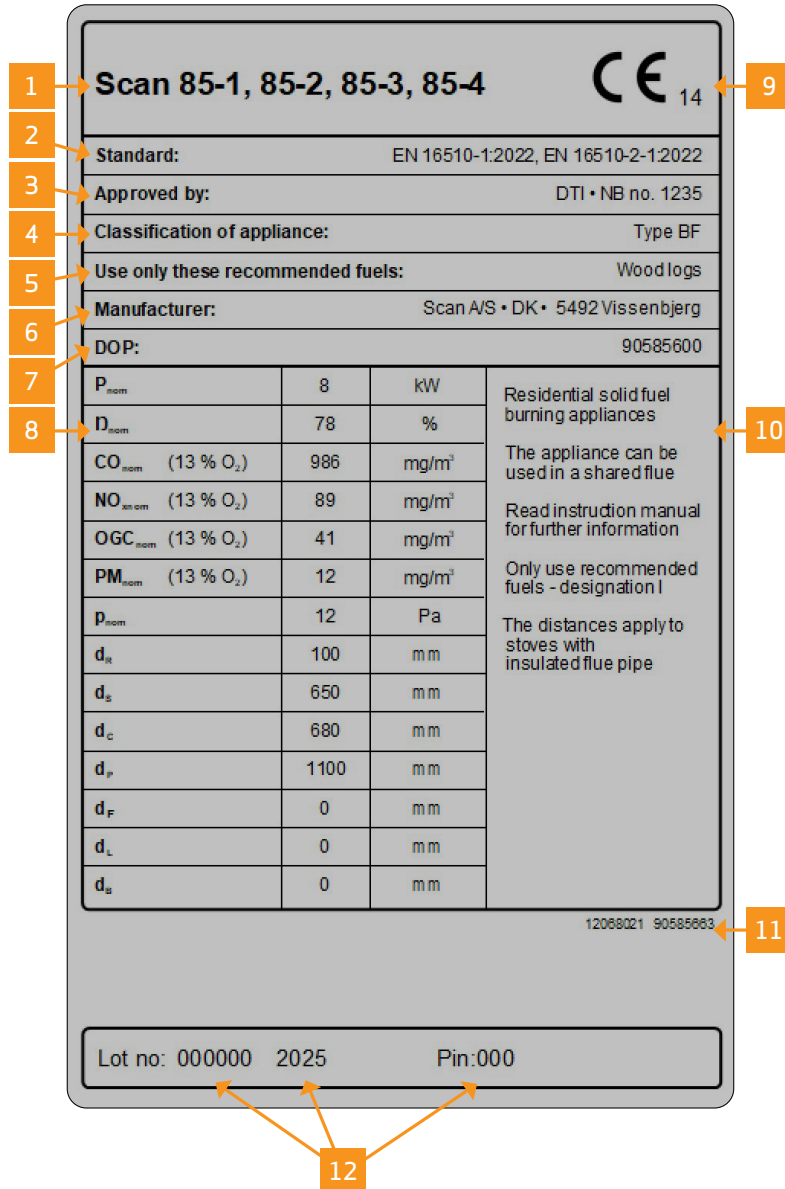 1
Scan 85-1, 85-2, 85-3, 85-4
CE 14
9
2
Standard: EN 16510-1:2022, EN 16510-2-1:2022
3
Approved by: DTI • NB no. 1235
4
Classification of appliance: Type BF
5
Use only these recommended fuels: Wood logs
6
Manufacturer: Scan A/S • DK • 5492 Vissenbjerg
7
DOP: 90585600
8
Pnom 8 kW
ŋnom 78 %
COnom (13 % O₂) 986 mg/m³
NOxnom (13 % O₂) 89 mg/m³
OGCnom (13 % O₂) 41 mg/m³
PMnom (13 % O₂) 12 mg/m³
pnom 12 Pa
dR 100 mm
dS 650 mm
dC 680 mm
dP 1100 mm
dF 0 mm
dL 0 mm
dB 0 mm
10
Residential solid fuel
burning appliances
The appliance can be
used in a shared flue
Read instruction manual
for further information
Only use recommended
fuels - designation I
The distances apply to
stoves with
insulated flue pipe
12068021 90585663
11
Lot no: 000000 2025 Pin:000
12